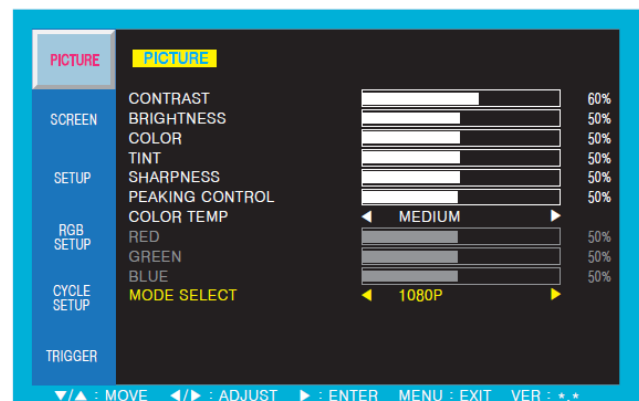 PICTURE
SCREEN
SETUP
RGB
SETUP
CYCLE
SETUP
TRIGGER
PICTURE
CONTRAST 60%
BRIGHTNESS 50%
COLOR 50%
TINT 50%
SHARPNESS 50%
PEAKING CONTROL 50%
COLOR TEMP ◀ MEDIUM ▶
RED 50%
GREEN 50%
BLUE 50%
MODE SELECT ◀ 1080P ▶
▼/▲ : MOVE ◀/▶ : ADJUST ▶ : ENTER MENU : EXIT VER : *.*